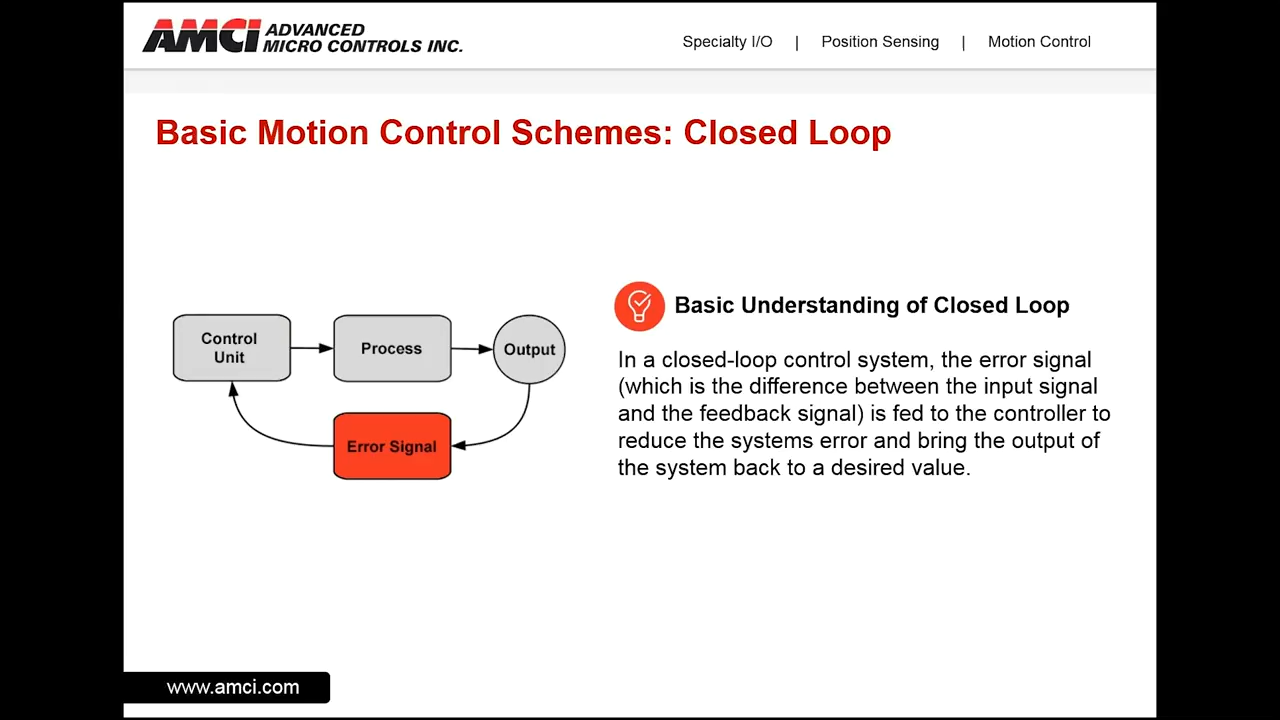 AMCI ADVANCED
MICRO CONTROLS INC.
Specialty I/O | Position Sensing | Motion Control
Basic Motion Control Schemes: Closed Loop
Control
Unit
Process
Output
Error Signal
Basic Understanding of Closed Loop
In a closed-loop control system, the error signal
(which is the difference between the input signal
and the feedback signal) is fed to the controller to
reduce the systems error and bring the output of
the system back to a desired value.
www.amci.com